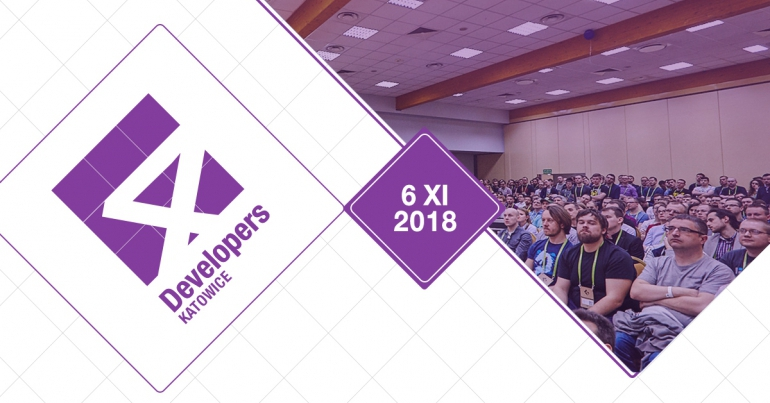 4
Developers
KATOWICE
6 XI
2018